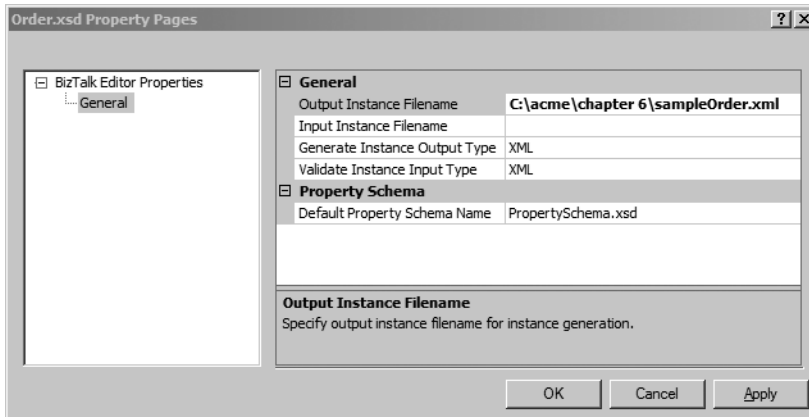 Order.xsd Property Pages
? X
BizTalk Editor Properties
General
General
Output Instance Filename C:\acme\chapter 6\sampleOrder.xml
Input Instance Filename
Generate Instance Output Type XML
Validate Instance Input Type XML
Property Schema
Default Property Schema Name PropertySchema.xsd
Output Instance Filename
Specify output instance filename for instance generation.
OK Cancel Apply